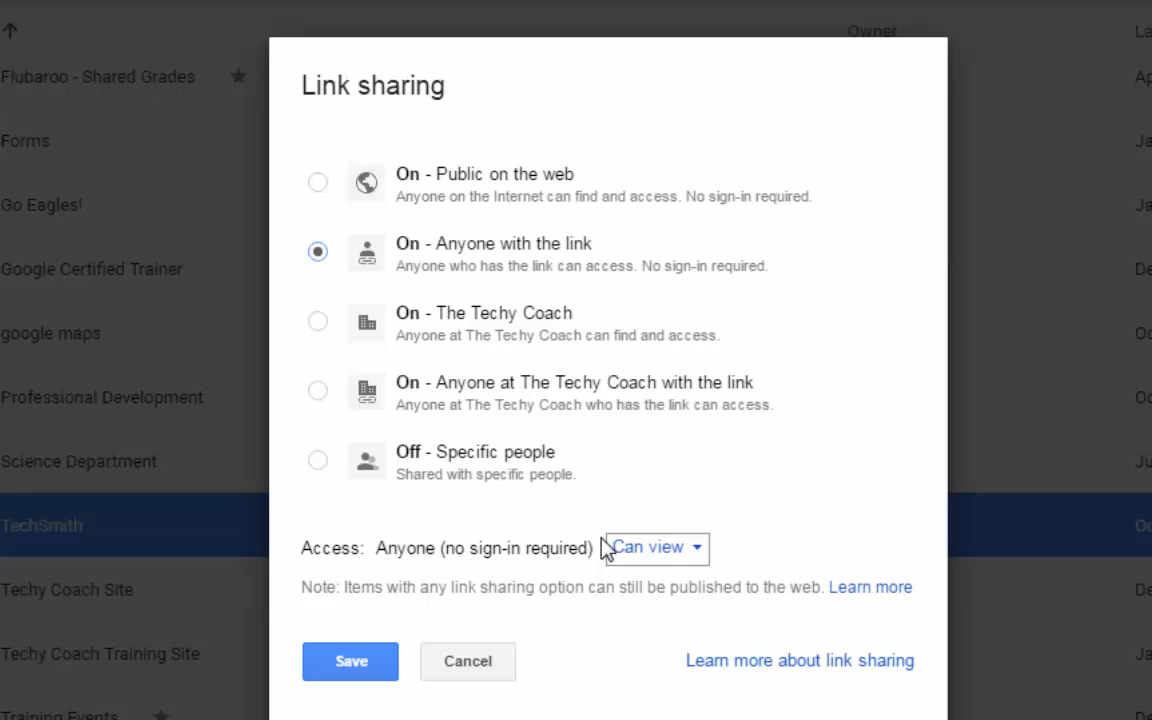 Owner
La
Flubaroo - Shared Grades
Ap
Forms
Ja
Go Eagles!
Ja
Google Certified Trainer
De
google maps
Oc
Professional Development
Oc
Science Department
Ju
TechSmith
Oc
Techy Coach Site
De
Techy Coach Training Site
Ja
Training Events
De
Link sharing
On - Public on the web
Anyone on the Internet can find and access. No sign-in required.
On - Anyone with the link
Anyone who has the link can access. No sign-in required.
On - The Techy Coach
Anyone at The Techy Coach can find and access.
On - Anyone at The Techy Coach with the link
Anyone at The Techy Coach who has the link can access.
Off - Specific people
Shared with specific people.
Access: Anyone (no sign-in required) Can view
Note: Items with any link sharing option can still be published to the web. Learn more
Save Cancel Learn more about link sharing